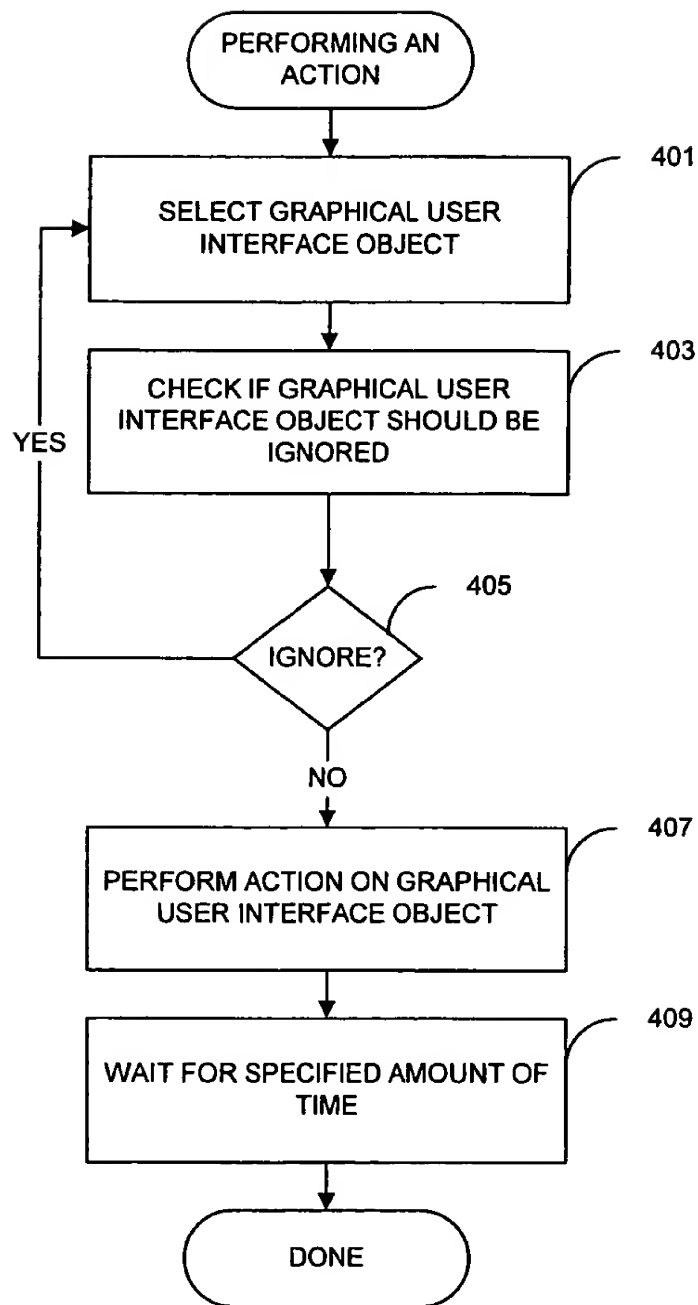 PERFORMING AN
ACTION
401
SELECT GRAPHICAL USER
INTERFACE OBJECT
403
CHECK IF GRAPHICAL USER
INTERFACE OBJECT SHOULD BE
IGNORED
YES
405
IGNORE?
NO
407
PERFORM ACTION ON GRAPHICAL
USER INTERFACE OBJECT
409
WAIT FOR SPECIFIED AMOUNT OF
TIME
DONE